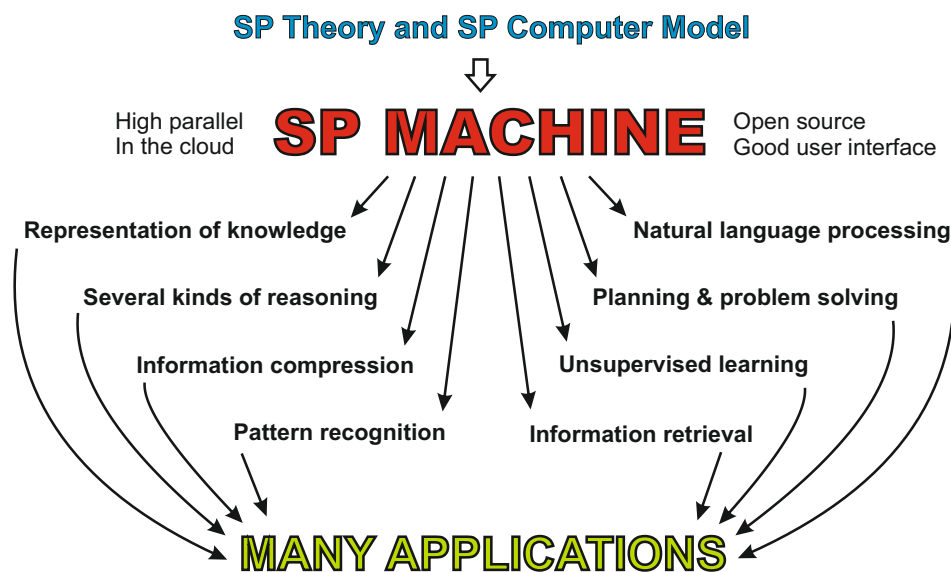 SP Theory and SP Computer Model
High parallel
In the cloud
SP MACHINE
Open source
Good user interface
Representation of knowledge
Natural language processing
Several kinds of reasoning
Planning & problem solving
Information compression
Unsupervised learning
Pattern recognition
Information retrieval
MANY APPLICATIONS